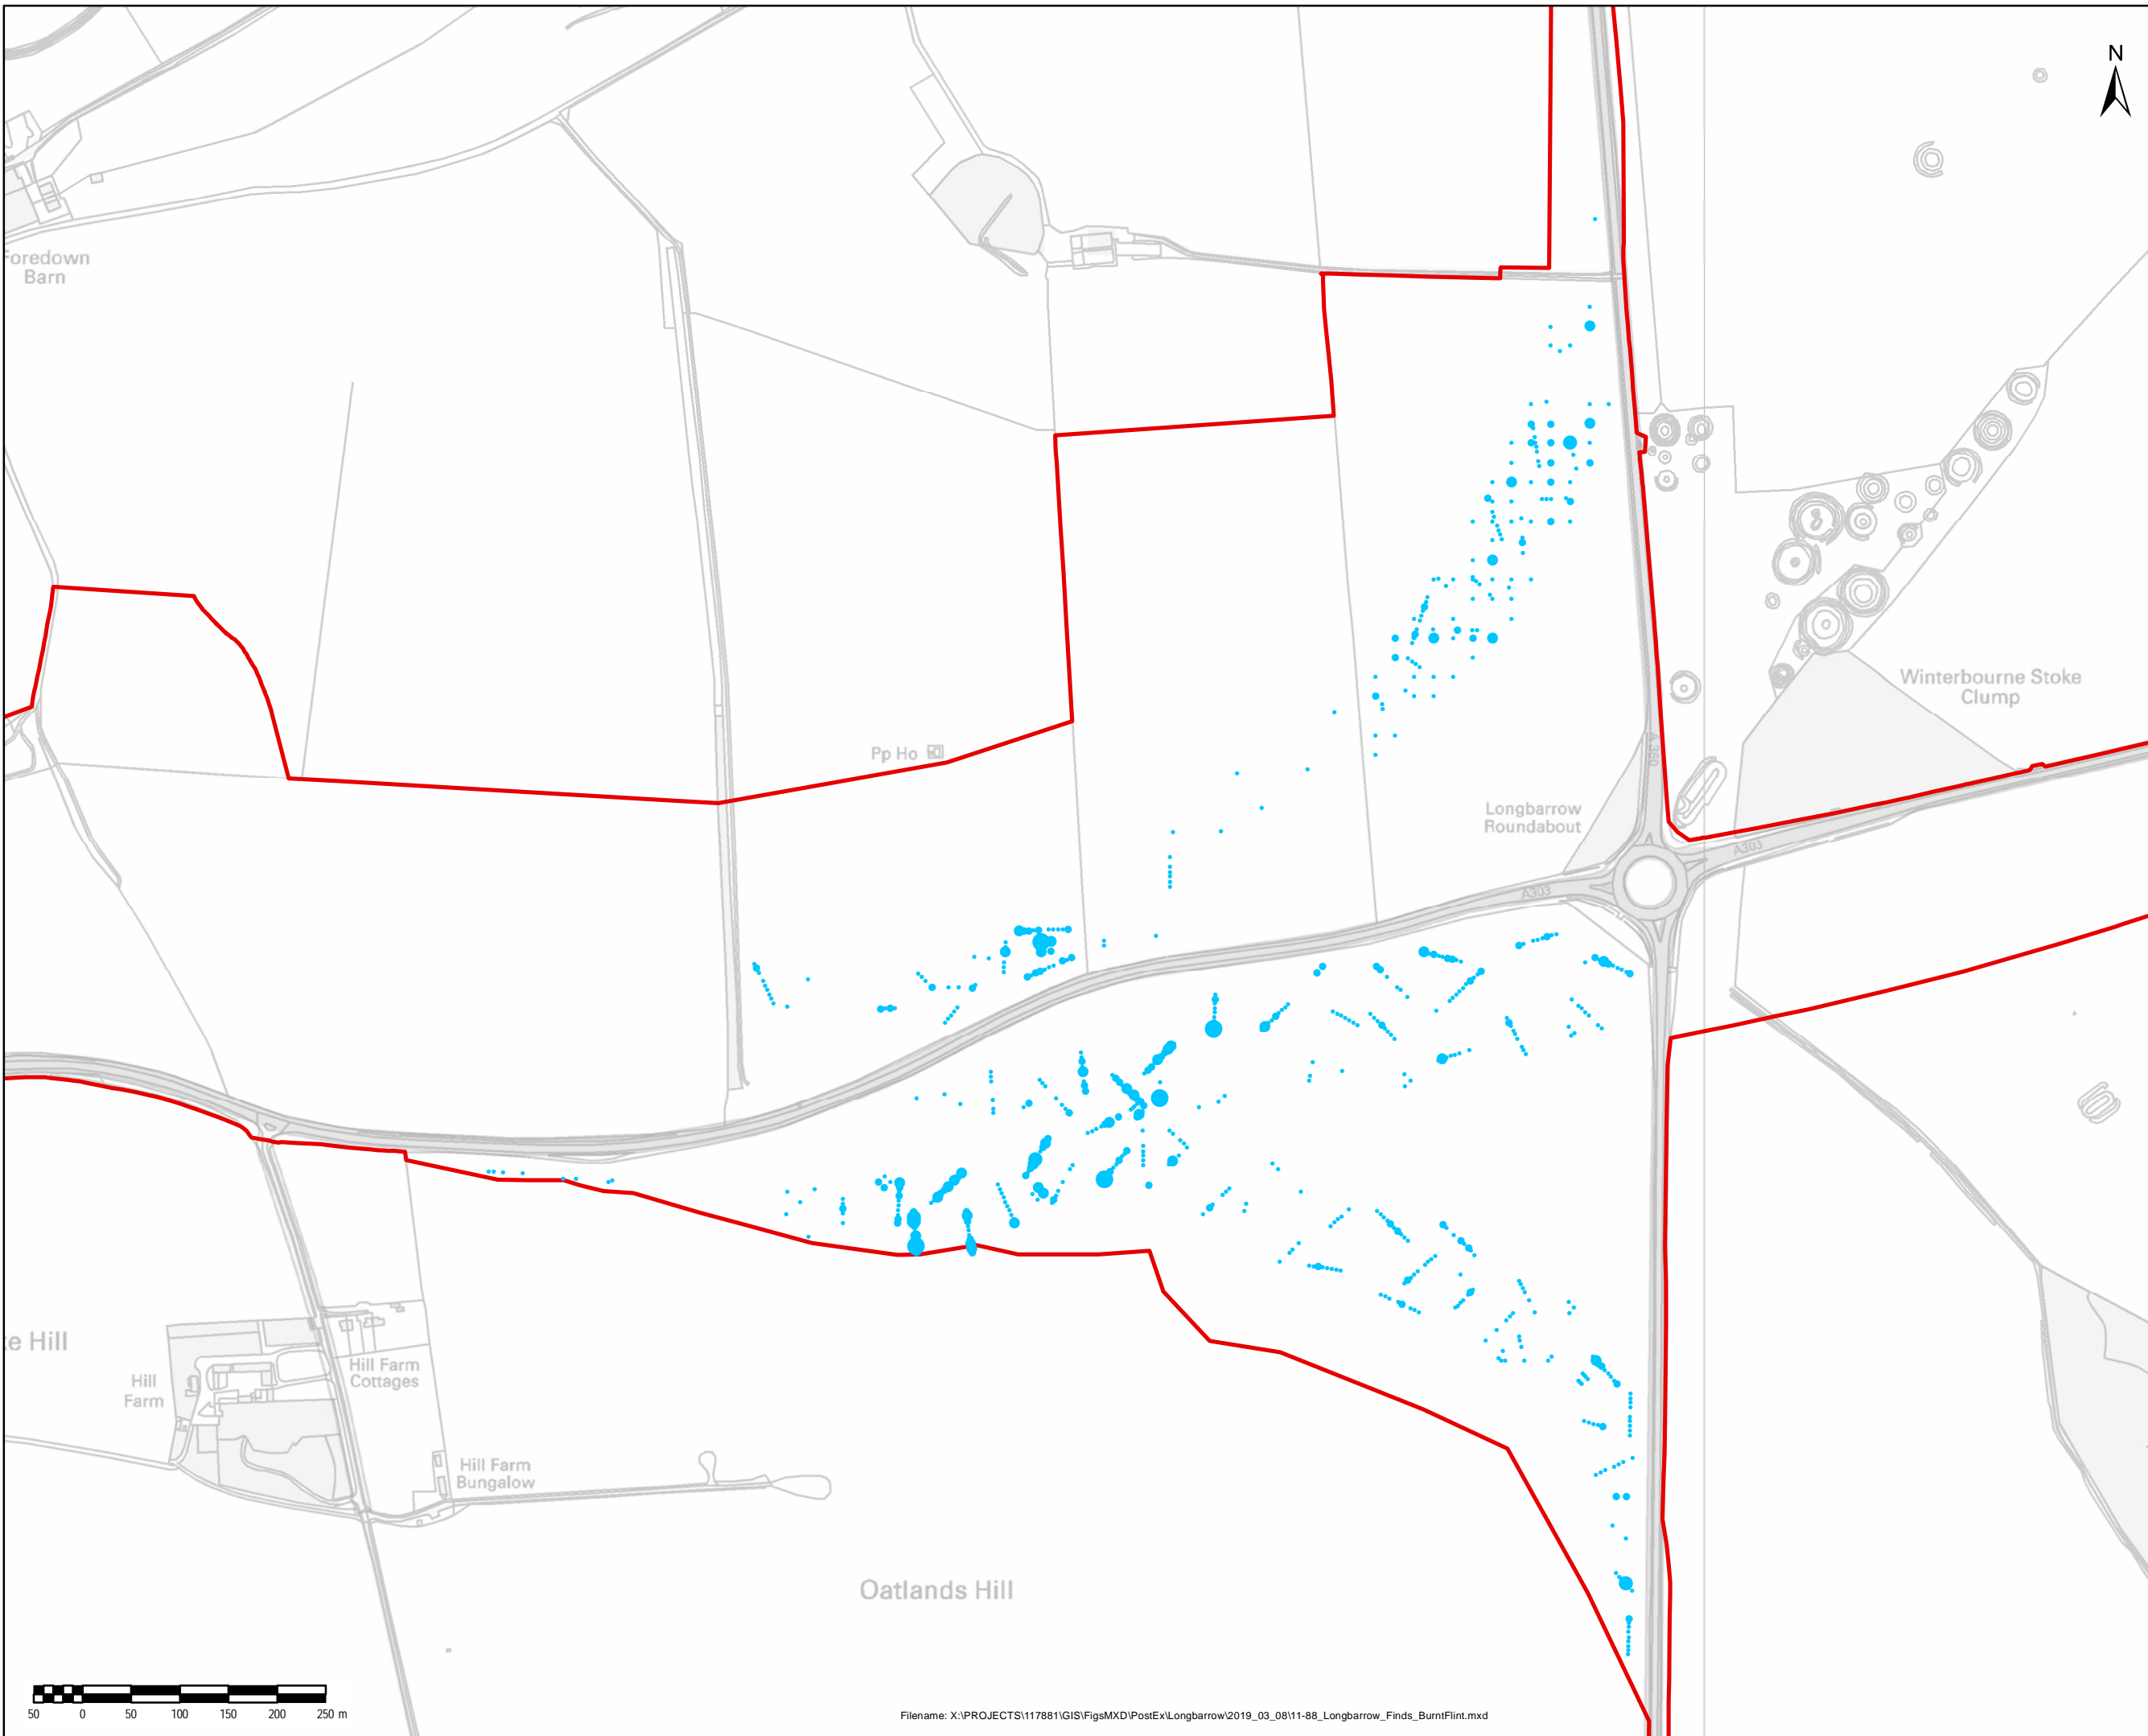 N
Foredown
Barn
Winterbourne Stoke
Clump
Pp Ho
A360
Longbarrow
Roundabout
A303
A303
te Hill
Hill Farm
Cottages
Hill
Farm
Hill Farm
Bungalow
Oatlands Hill
50 0 50 100 150 200 250 m
Filename: X:\PROJECTS\117881\GIS\FigsMXD\PostEx\Longbarrow\2019_03_08\11-88_Longbarrow_Finds_BurntFlint.mxd